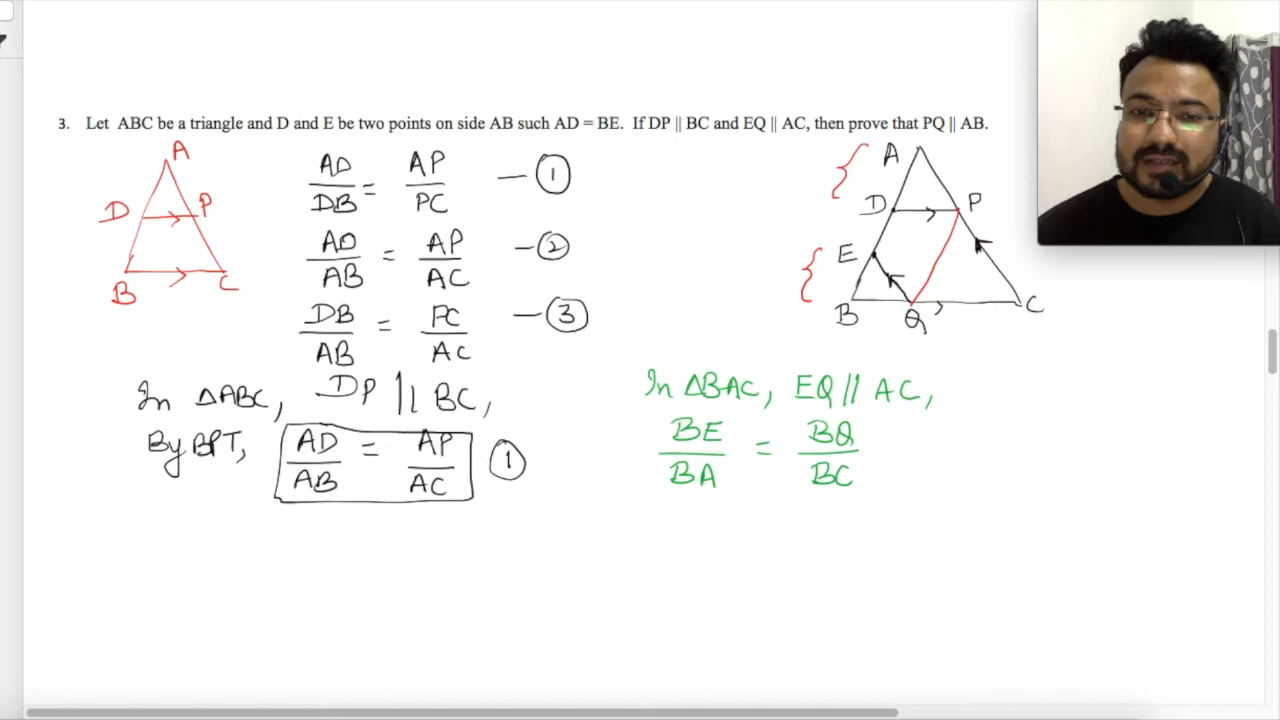 3. Let ABC be a triangle and D and E be two points on side AB such AD = BE. If DP || BC and EQ || AC, then prove that PQ || AB.
A
D P
B C
AD/DB = AP/PC — ①
AD/AB = AP/AC — ②
DB/AB = PC/AC — ③
A
D P
E
B Q C
In △ABC, DP || BC,
By BPT, AD/AB = AP/AC ①
In △BAC, EQ || AC,
BE/BA = BQ/BC